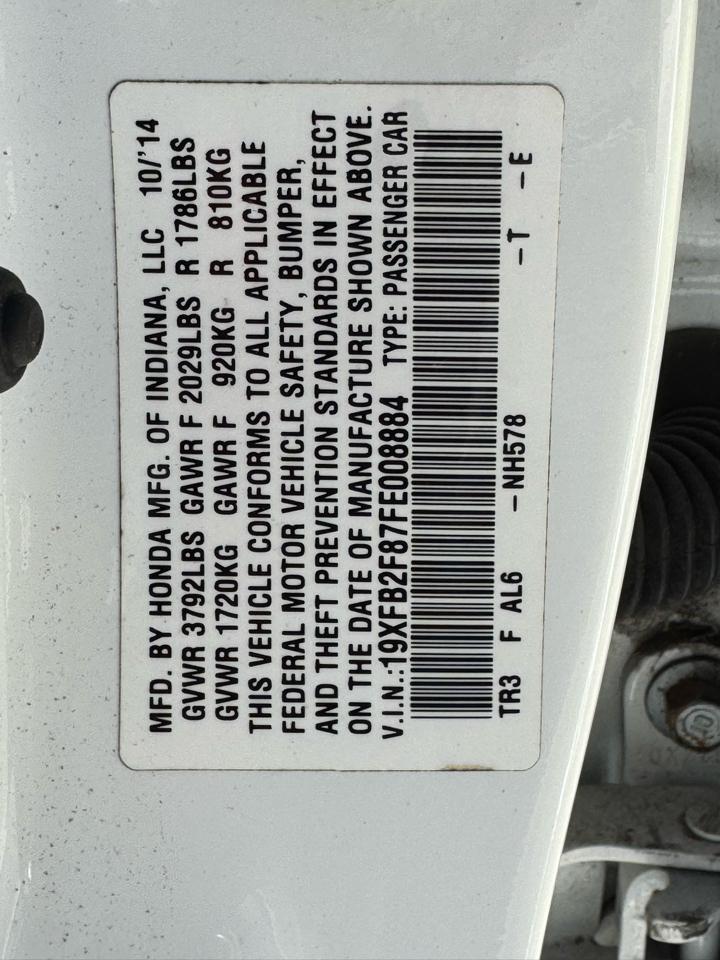 MFD. BY HONDA MFG. OF INDIANA, LLC 10/'14
GVWR 3792LBS GAWR F 2029LBS R 1786LBS
GVWR 1720KG GAWR F 920KG R 810KG
THIS VEHICLE CONFORMS TO ALL APPLICABLE
FEDERAL MOTOR VEHICLE SAFETY, BUMPER,
AND THEFT PREVENTION STANDARDS IN EFFECT
ON THE DATE OF MANUFACTURE SHOWN ABOVE.
V.I.N.:19XFB2F87FE008884 TYPE: PASSENGER CAR
TR3 F AL6 –NH578 –T –E